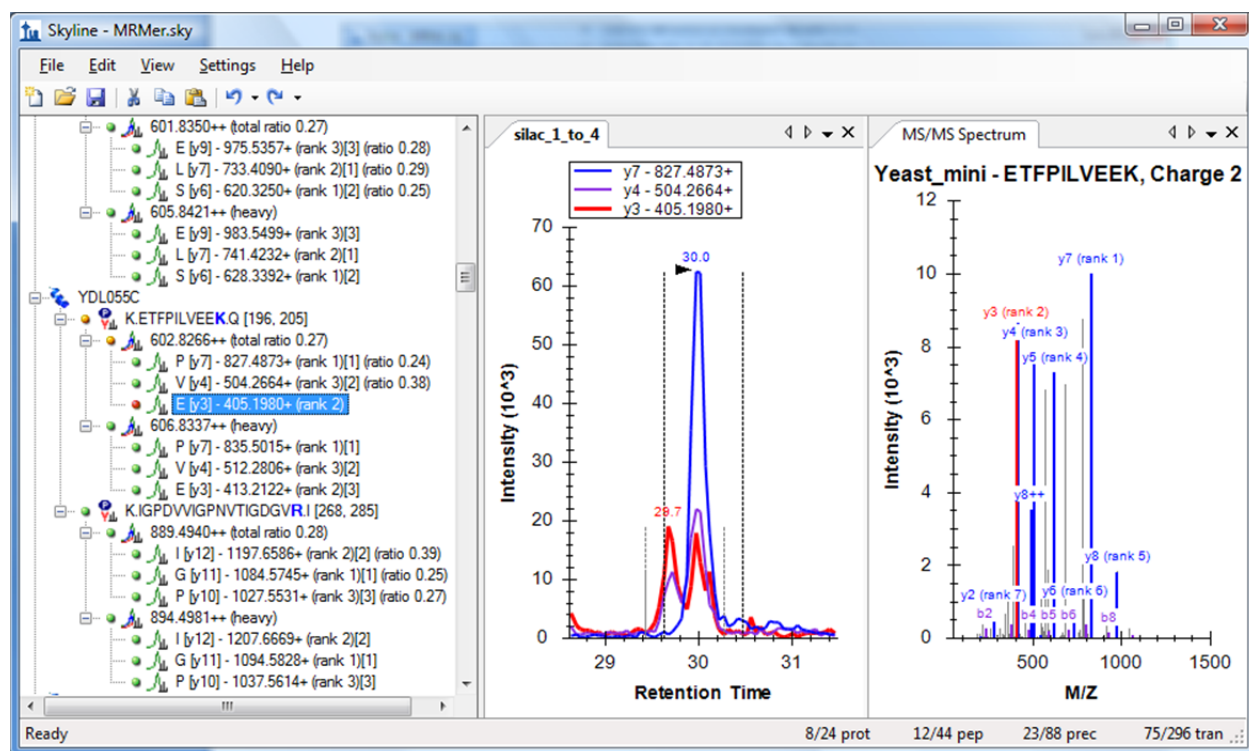 Skyline - MRMer.sky
File Edit View Settings Help
601.8350++ (total ratio 0.27)
E [y9] - 975.5357+ (rank 3)[3] (ratio 0.28)
L [y7] - 733.4090+ (rank 2)[1] (ratio 0.29)
S [y6] - 620.3250+ (rank 1)[2] (ratio 0.25)
605.8421++ (heavy)
E [y9] - 983.5499+ (rank 3)[3]
L [y7] - 741.4232+ (rank 2)[1]
S [y6] - 628.3392+ (rank 1)[2]
YDL055C
K.ETFPILVEEK.Q [196, 205]
602.8266++ (total ratio 0.27)
P [y7] - 827.4873+ (rank 1)[1] (ratio 0.24)
V [y4] - 504.2664+ (rank 3)[2] (ratio 0.38)
E [y3] - 405.1980+ (rank 2)
606.8337++ (heavy)
P [y7] - 835.5015+ (rank 1)[1]
V [y4] - 512.2806+ (rank 3)[2]
E [y3] - 413.2122+ (rank 2)[3]
K.IGPDVVIGPNVTIGDGVR.I [268, 285]
889.4940++ (total ratio 0.28)
I [y12] - 1197.6586+ (rank 2)[2] (ratio 0.39)
G [y11] - 1084.5745+ (rank 1)[1] (ratio 0.25)
P [y10] - 1027.5531+ (rank 3)[3] (ratio 0.27)
894.4981++ (heavy)
I [y12] - 1207.6669+ (rank 2)[2]
G [y11] - 1094.5828+ (rank 1)[1]
P [y10] - 1037.5614+ (rank 3)[3]
silac_1_to_4
y7 - 827.4873+
y4 - 504.2664+
y3 - 405.1980+
70
60
50
40
30
20
10
0
Intensity (10^3)
30.0
29.7
29 30 31
Retention Time
MS/MS Spectrum
Yeast_mini - ETFPILVEEK, Charge 2
12
10
8
6
4
2
0
Intensity (10^3)
y7 (rank 1)
y3 (rank 2)
y4 (rank 3)
y5 (rank 4)
y8++
y8 (rank 5)
y2 (rank 7) y6 (rank 6)
b2 b4 b5 b6 b8
500 1000 1500
M/Z
Ready 8/24 prot 12/44 pep 23/88 prec 75/296 tran